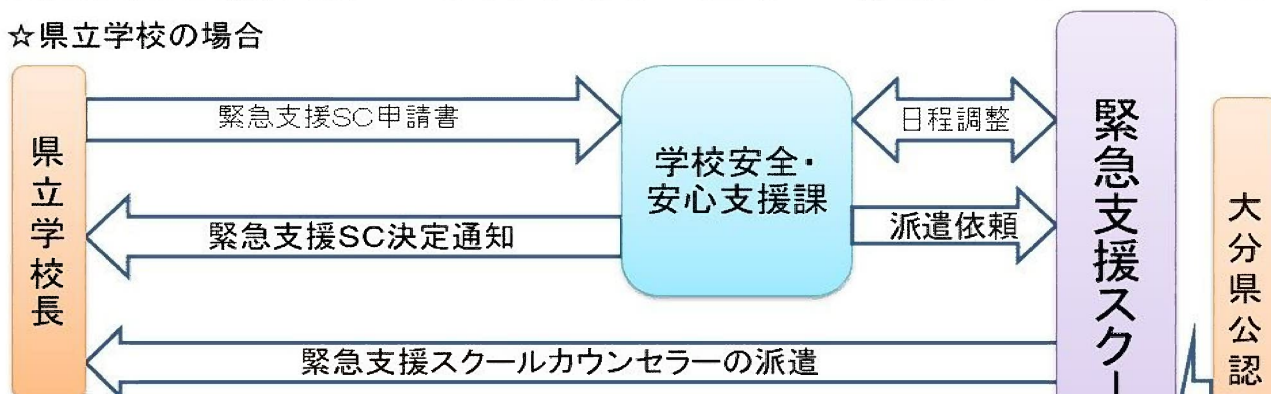 ☆県立学校の場合
県立学校長
緊急支援SC申請書
緊急支援SC決定通知
緊急支援スクールカウンセラーの派遣
学校安全・
安心支援課
日程調整
派遣依頼
緊急支援スクー
大分県公認